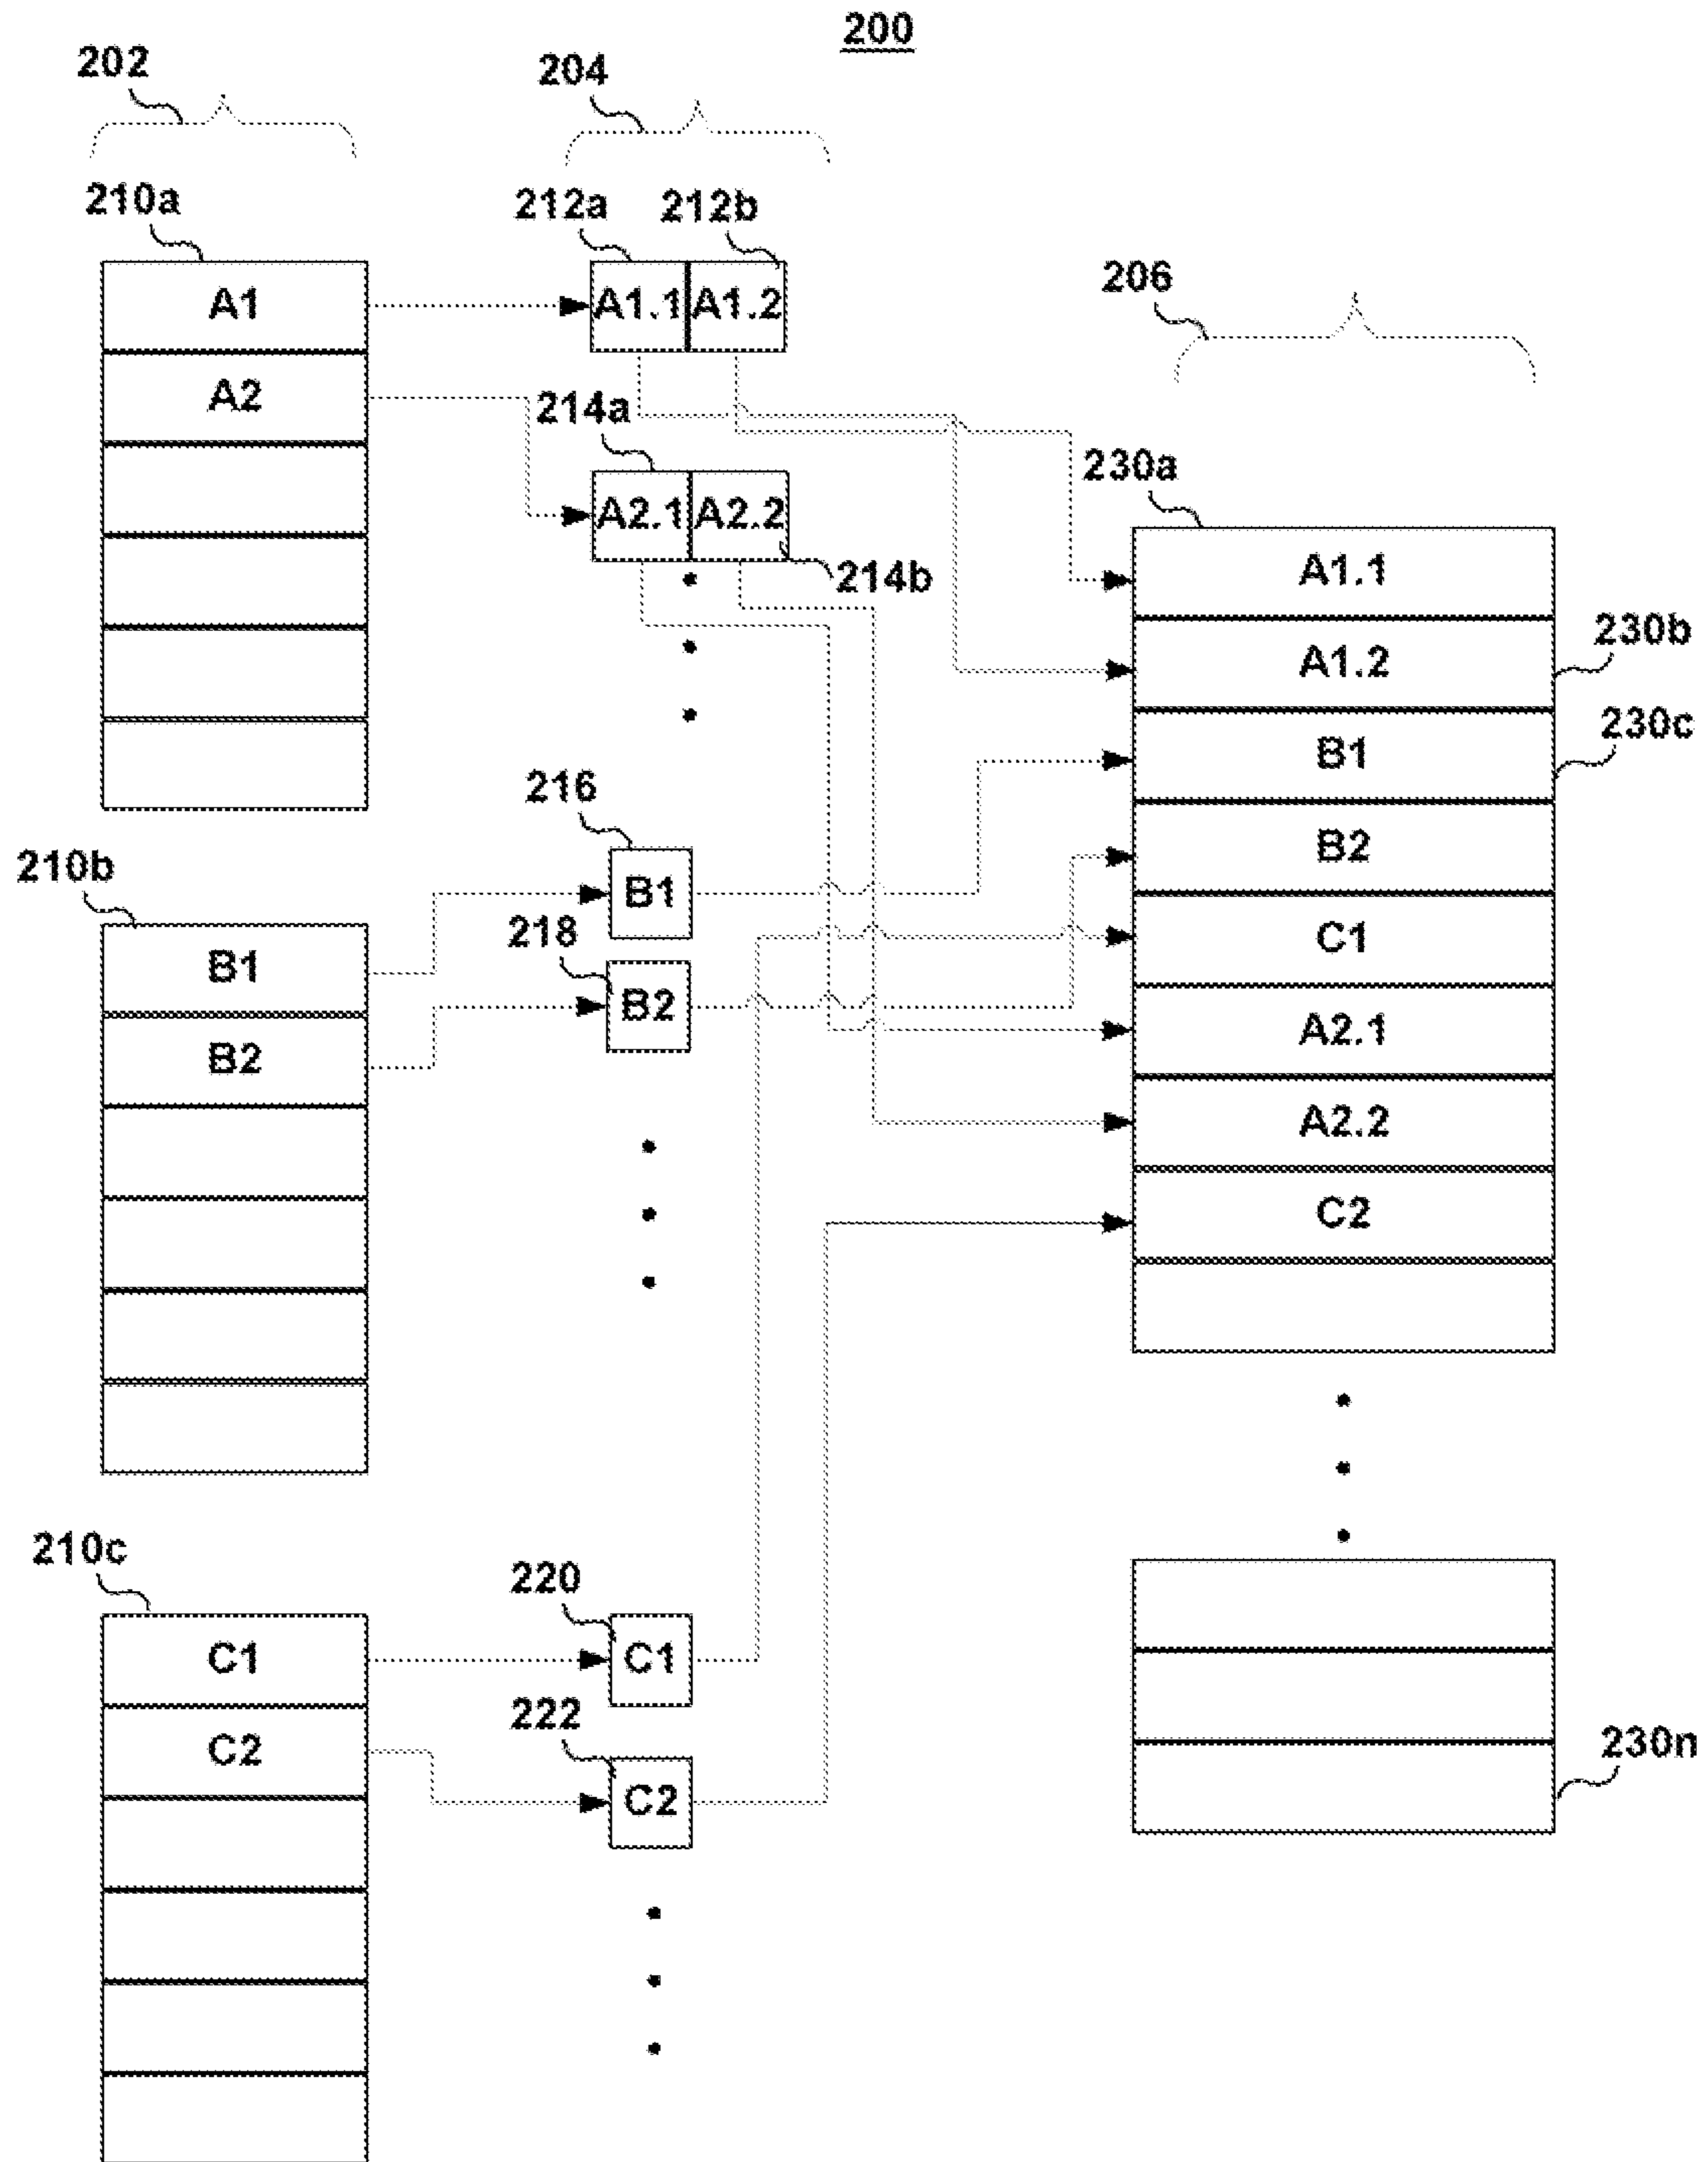 200
202
204
210a
212a 212b
206
A1
A1.1 A1.2
A2
214a
230a
A2.1 A2.2
214b
A1.1
230b
A1.2
230c
B1
216
210b
B1
B2
218
B1
B2
C1
B2
A2.1
A2.2
C2
210c
220
C1
C1
222
C2
C2
230n